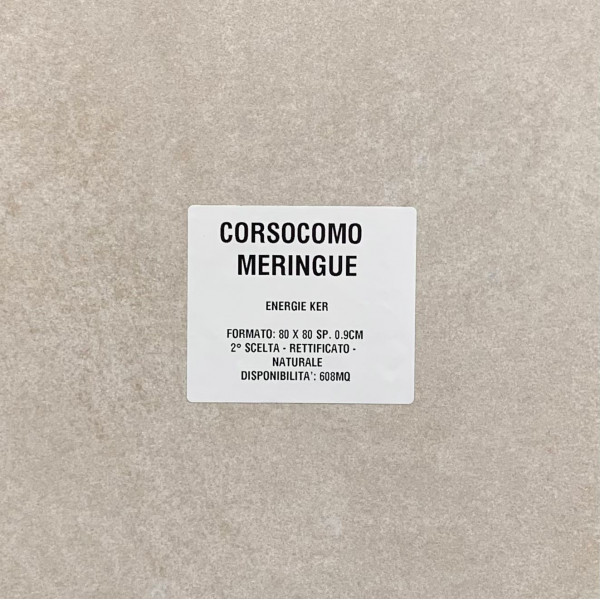 CORSOCOMO
MERINGUE
ENERGIE KER
FORMATO: 80 X 80 SP. 0.9CM
2° SCELTA - RETTIFICATO -
NATURALE
DISPONIBILITA': 608MQ